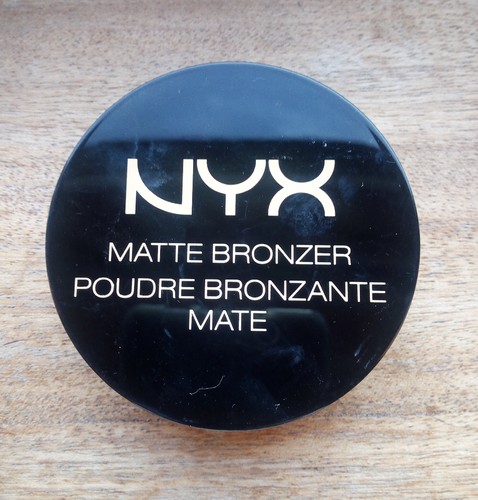 NYX
MATTE BRONZER
POUDRE BRONZANTE
MATE